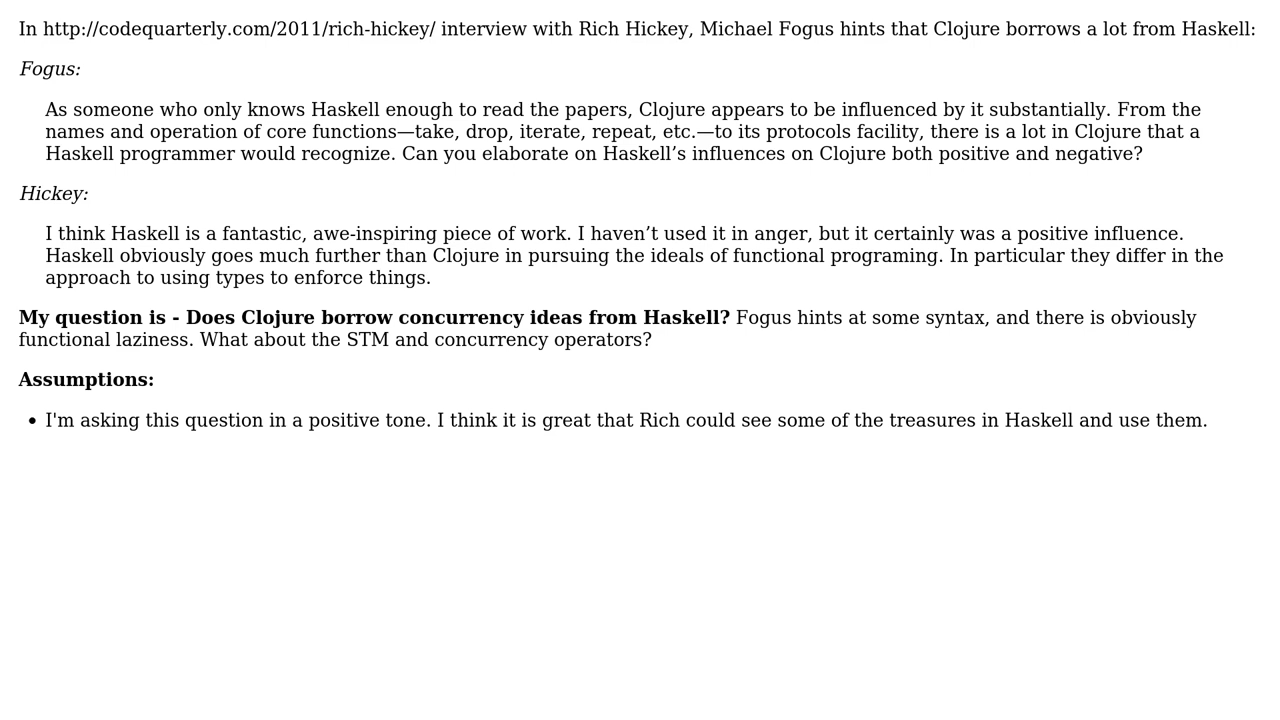 In http://codequarterly.com/2011/rich-hickey/ interview with Rich Hickey, Michael Fogus hints that Clojure borrows a lot from Haskell:
Fogus:
As someone who only knows Haskell enough to read the papers, Clojure appears to be influenced by it substantially. From the
names and operation of core functions—take, drop, iterate, repeat, etc.—to its protocols facility, there is a lot in Clojure that a
Haskell programmer would recognize. Can you elaborate on Haskell’s influences on Clojure both positive and negative?
Hickey:
I think Haskell is a fantastic, awe-inspiring piece of work. I haven’t used it in anger, but it certainly was a positive influence.
Haskell obviously goes much further than Clojure in pursuing the ideals of functional programing. In particular they differ in the
approach to using types to enforce things.
My question is - Does Clojure borrow concurrency ideas from Haskell? Fogus hints at some syntax, and there is obviously
functional laziness. What about the STM and concurrency operators?
Assumptions:
• I'm asking this question in a positive tone. I think it is great that Rich could see some of the treasures in Haskell and use them.